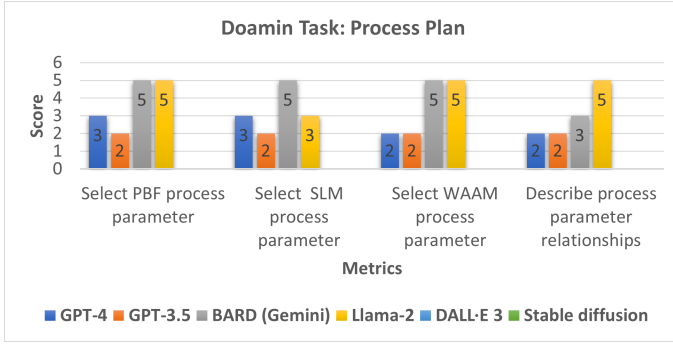 Doamin Task: Process Plan
Score
6
5
4
3
2
1
0
3 2 5 5
3 2 5 3
2 2 5 5
2 2 3 5
Select PBF process parameter
Select SLM process parameter
Select WAAM process parameter
Describe process parameter relationships
Metrics
GPT-4 GPT-3.5 BARD (Gemini) Llama-2 DALL·E 3 Stable diffusion